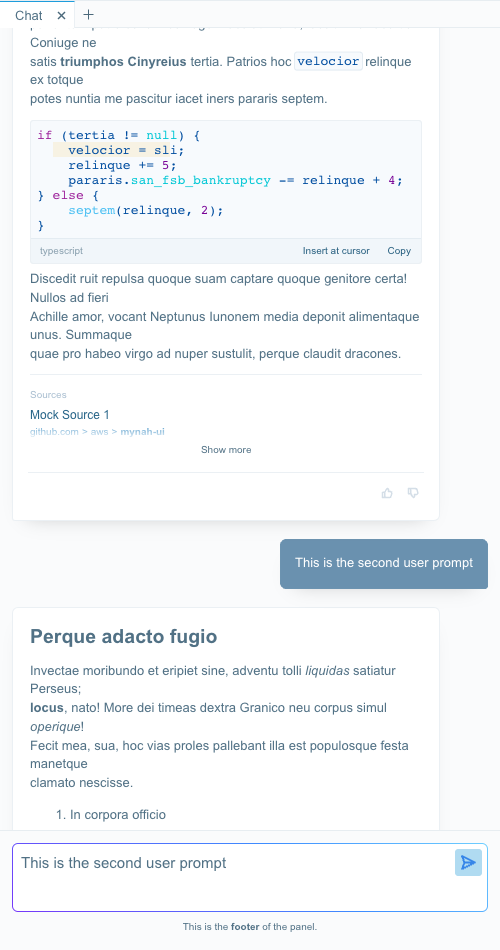 Chat
Coniuge ne
satis triumphos Cinyreius tertia. Patrios hoc velocior relinque
ex totque
potes nuntia me pascitur iacet iners pararis septem.
if (tertia != null) {
    velocior = sli;
    relinque += 5;
    pararis.san_fsb_bankruptcy -= relinque + 4;
} else {
    septem(relinque, 2);
}
typescript Insert at cursor Copy
Discedit ruit repulsa quoque suam captare quoque genitore certa!
Nullos ad fieri
Achille amor, vocant Neptunus Iunonem media deponit alimentaque
unus. Summaque
quae pro habeo virgo ad nuper sustulit, perque claudit dracones.
Sources
Mock Source 1
github.com > aws > mynah-ui
Show more
This is the second user prompt
Perque adacto fugio
Invectae moribundo et eripiet sine, adventu tolli liquidas satiatur
Perseus;
locus, nato! More dei timeas dextra Granico neu corpus simul
operique!
Fecit mea, sua, hoc vias proles pallebant illa est populosque festa
manetque
clamato nescisse.
1. In corpora officio
This is the second user prompt
This is the footer of the panel.